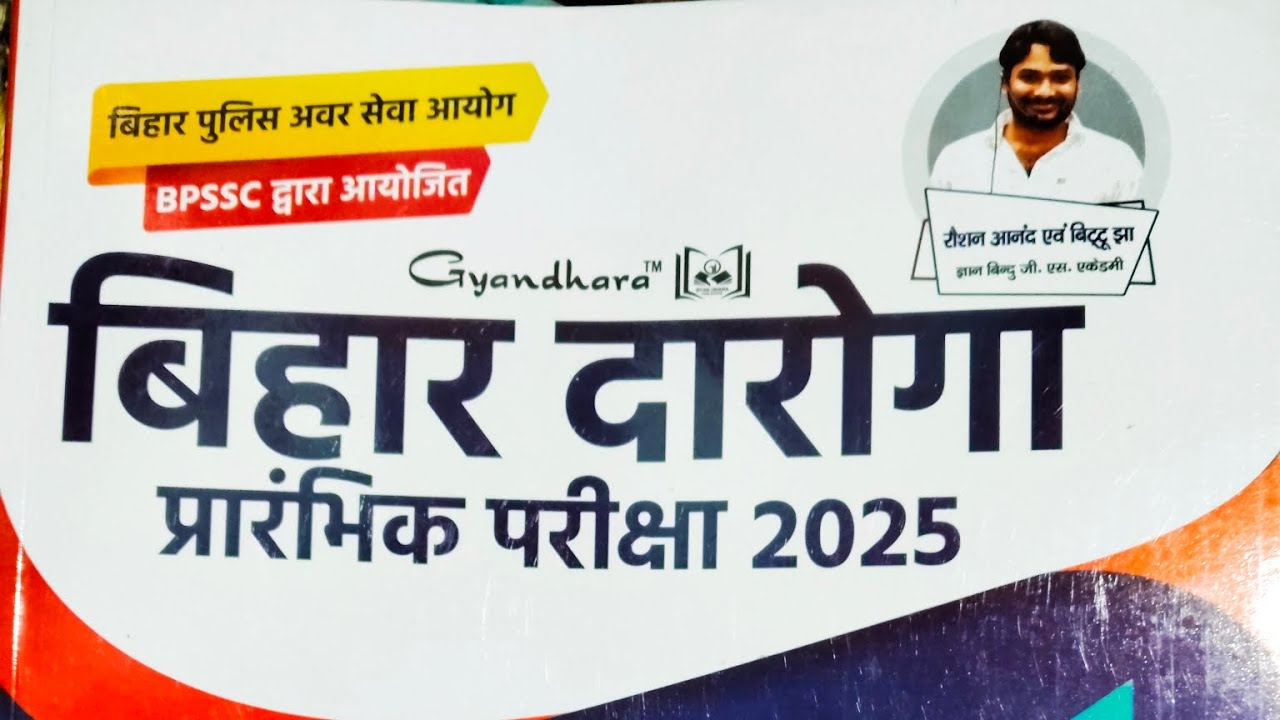 बिहार पुलिस अवर सेवा आयोग
BPSSC द्वारा आयोजित
रौशन आनंद एवं बिट्टू झा
ज्ञान बिन्दु जी. एस. एकेडमी
Gyandhara™
बिहार दारोगा
प्रारंभिक परीक्षा 2025